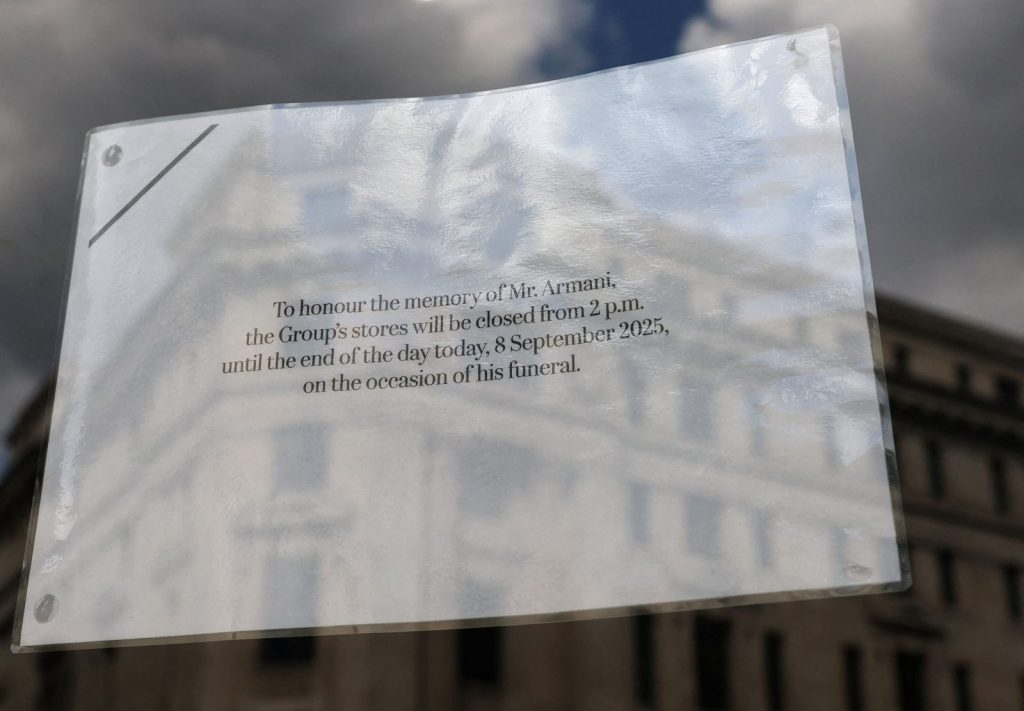 To honour the memory of Mr. Armani,
the Group's stores will be closed from 2 p.m.
until the end of the day today, 8 September 2025,
on the occasion of his funeral.